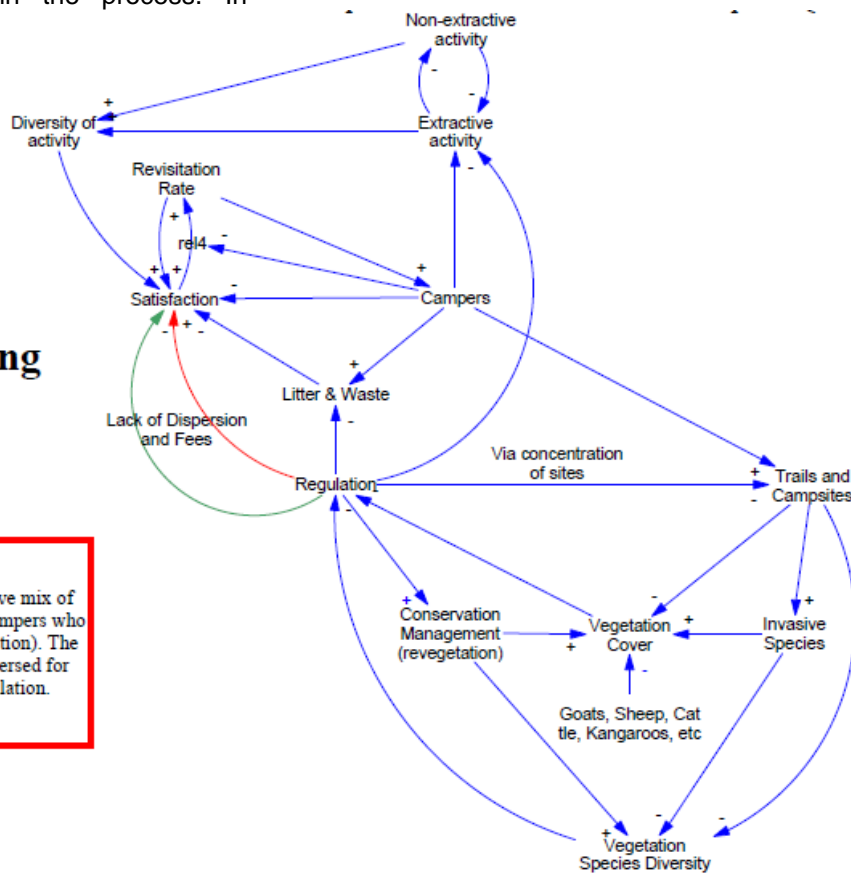 in the process. In
Non-extractive
activity
-
-
+
+
Diversity of
activity
Extractive
activity
-
Revisitation
Rate
+
rel4
-
+
+
+
-
Satisfaction
Campers
-
+
-
+
ng
Litter & Waste
-
Lack of Dispersion
and Fees
Via concentration
of sites
Regulation
-
+
-
Trails and
Campsites
ve mix of
mpers who
tion). The
ersed for
lation.
+
Conservation
Management
(revegetation)
+
-
Vegetation
Cover
+
+
Invasive
Species
-
Goats, Sheep, Cat
tle, Kangaroos, etc
+
-
-
Vegetation
Species Diversity